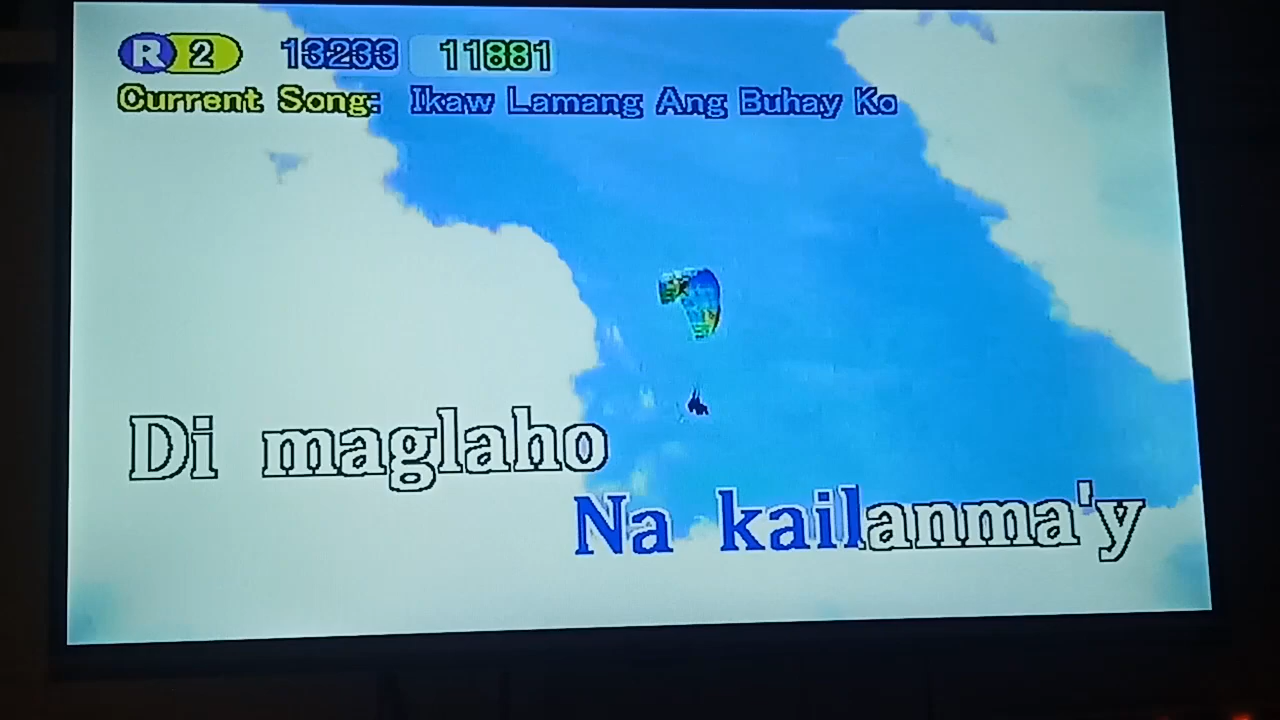 R 2 13233 11881
Current Song: Ikaw Lamang Ang Buhay Ko
Di maglaho
Na kailanma'y